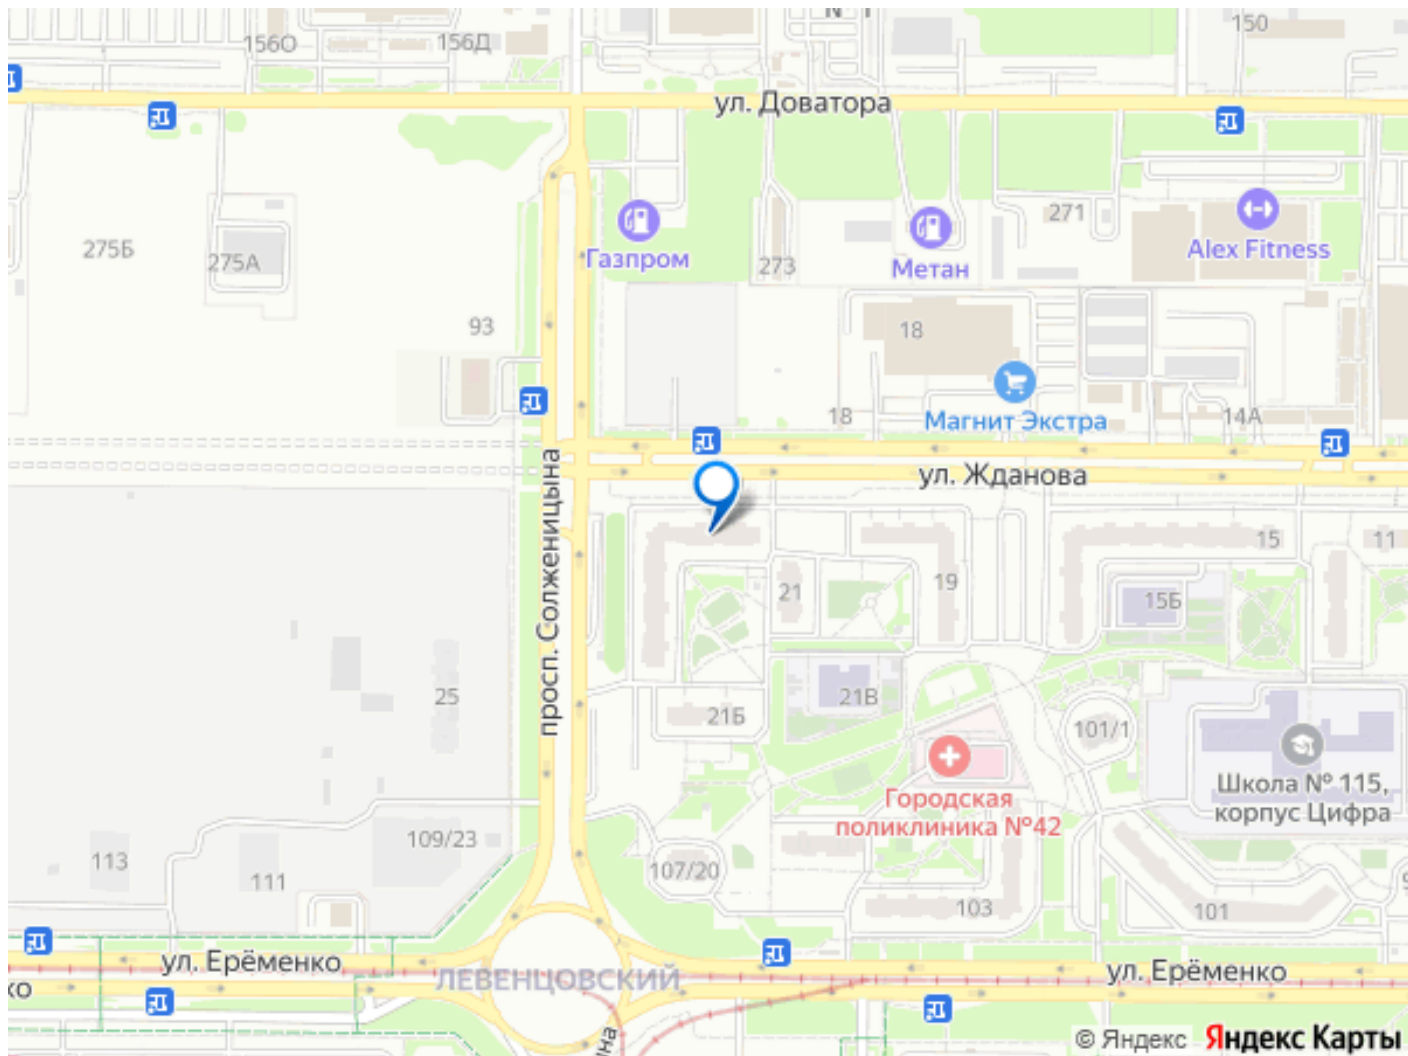 150
156О
156Д
ул. Доватора
271
275Б
275А
Газпром
273
Метан
Alex Fitness
93
18
18
Магнит Экстра
14А
ул. Жданова
просп. Солженицына
15
11
21
19
15Б
25
21Б
21В
101/1
Школа № 115,
корпус Цифра
Городская
поликлиника №42
109/23
113
111
107/20
103
101
ул. Ерёменко
ЛЕВЕНЦОВСКИЙ
ул. Ерёменко
© Яндекс Яндекс Карты